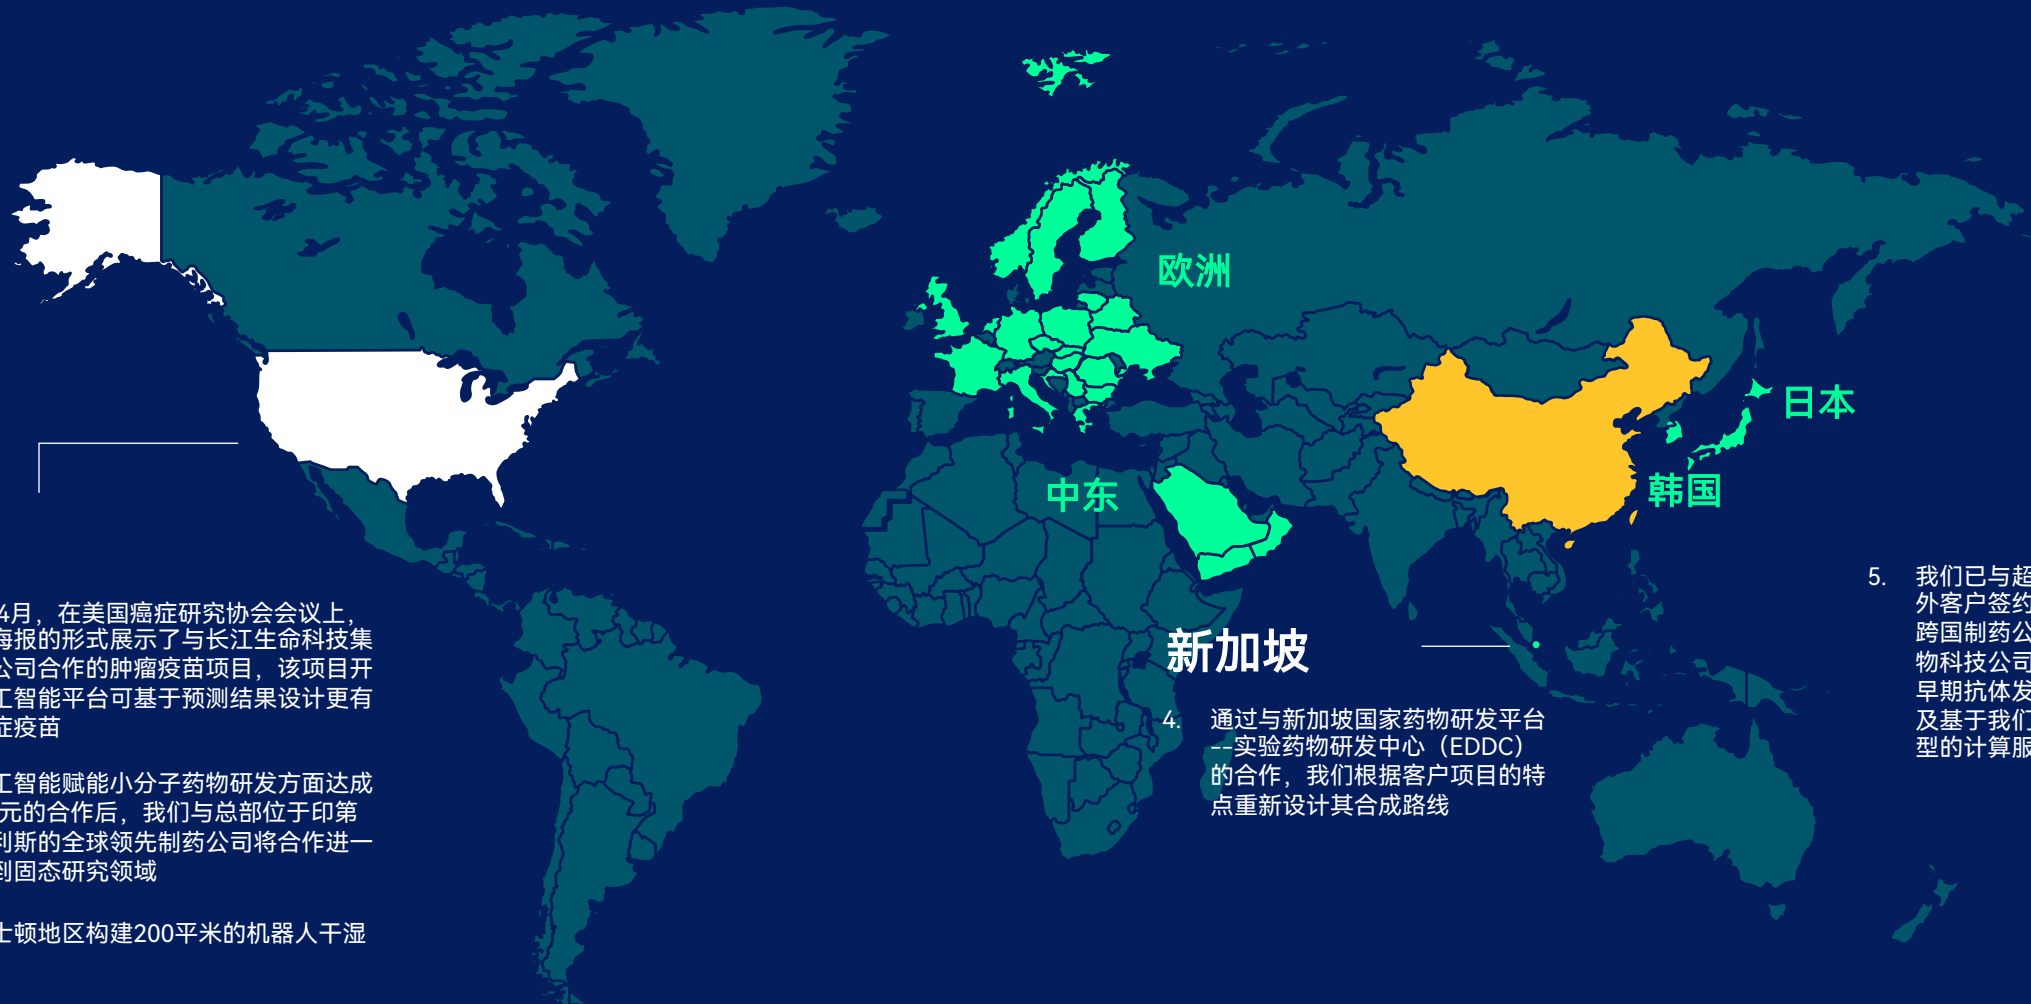 欧洲
日本
中东
韩国
4月，在美国癌症研究协会会议上，
海报的形式展示了与长江生命科技集
公司合作的肿瘤疫苗项目，该项目开
工智能平台可基于预测结果设计更有
症疫苗
工智能赋能小分子药物研发方面达成
元的合作后，我们与总部位于印第
利斯的全球领先制药公司将合作进一
到固态研究领域
士顿地区构建200平米的机器人干湿
新加坡
4. 通过与新加坡国家药物研发平台
--实验药物研发中心（EDDC）
的合作，我们根据客户项目的特
点重新设计其合成路线
5. 我们已与超
外客户签约
跨国制药公
物科技公司
早期抗体发
及基于我们
型的计算服